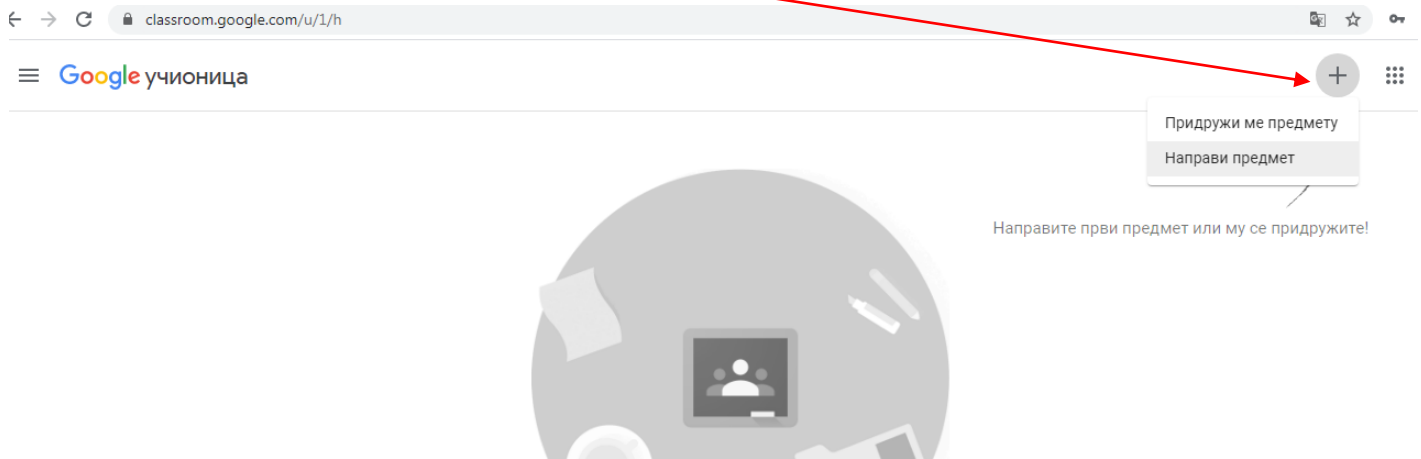 classroom.google.com/u/1/h
Google учионица
Придружи ме предмету
Направи предмет
Направите први предмет или му се придружите!